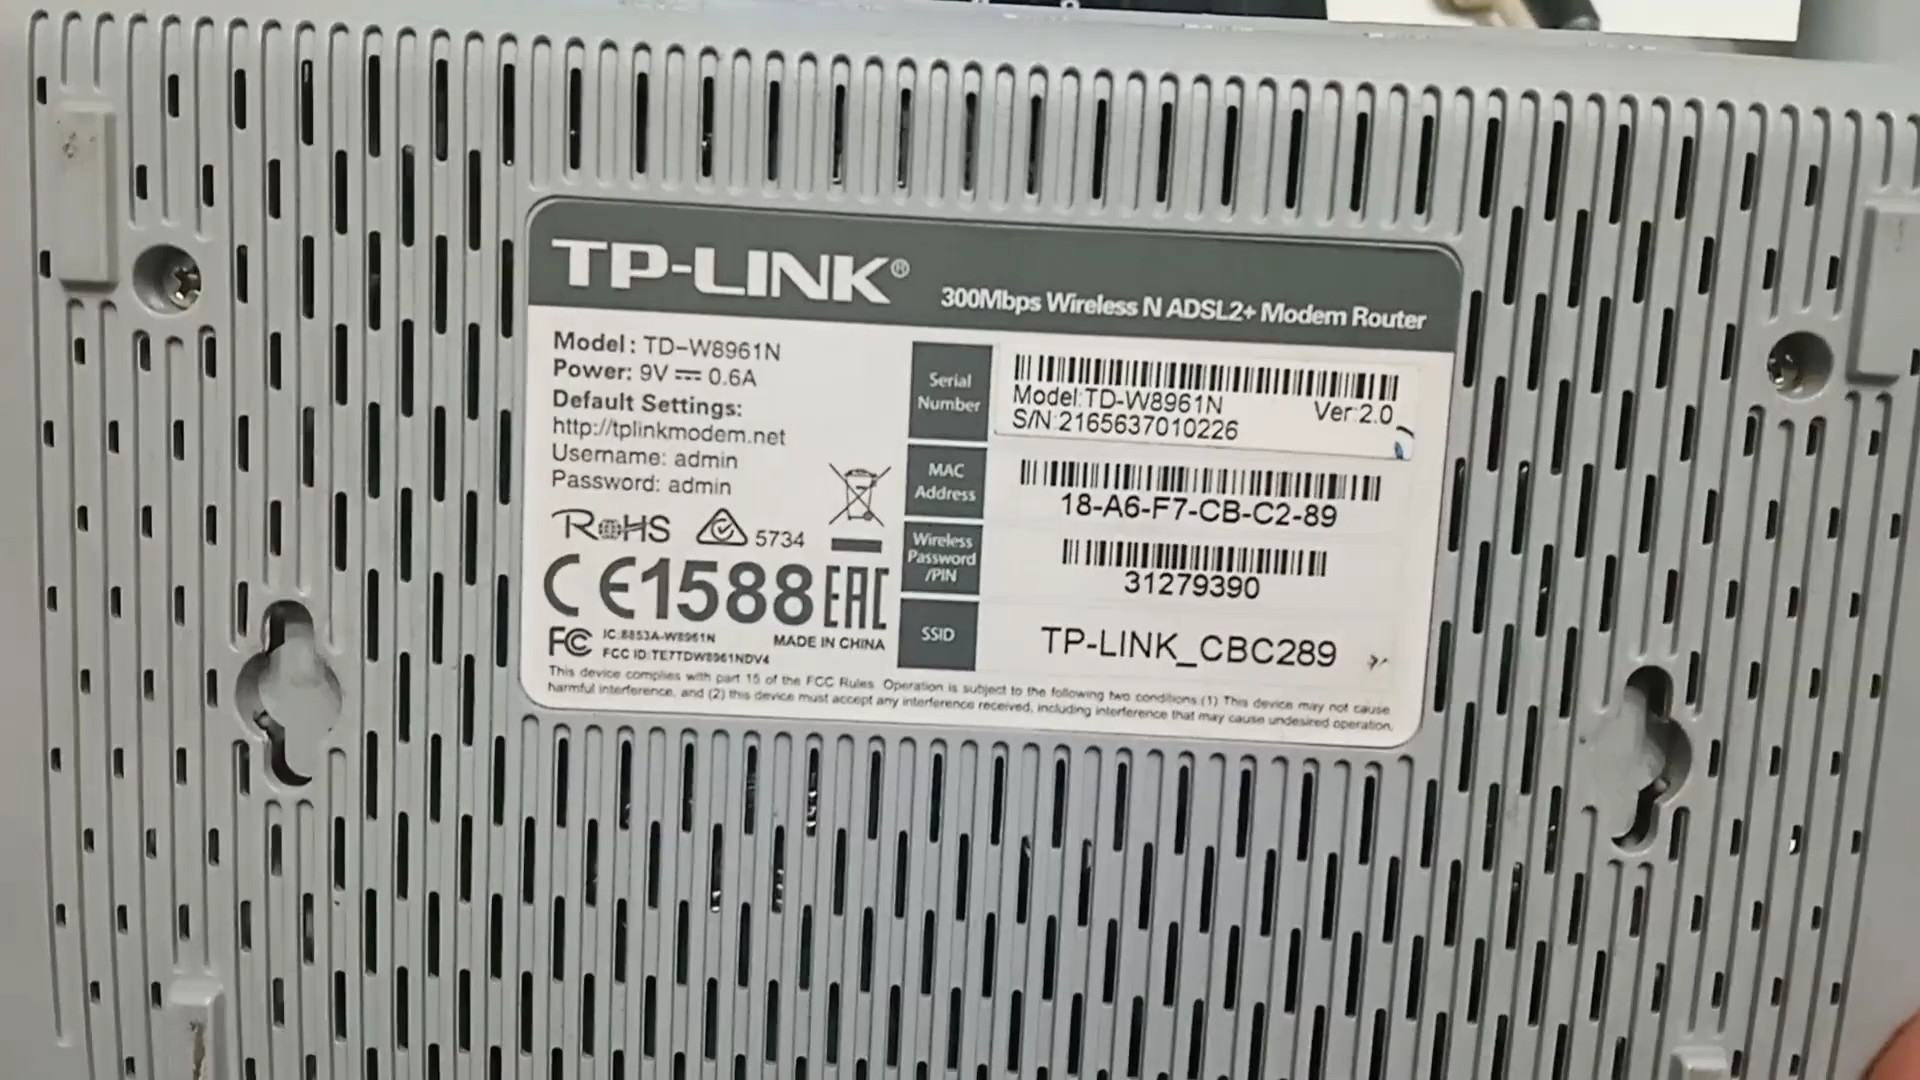 TP-LINK®
300Mbps Wireless N ADSL2+ Modem Router
Model: TD-W8961N
Power: 9V ⎓ 0.6A
Default Settings:
http://tplinkmodem.net
Username: admin
Password: admin
RoHS 5734
CE1588 EAC
FC IC:8853A-W8961N MADE IN CHINA
FCC ID:TE7TDW8961NDV4
Serial Number
Model:TD-W8961N Ver:2.0
S/N:2165637010226
MAC Address
18-A6-F7-CB-C2-89
Wireless Password /PIN
31279390
SSID
TP-LINK_CBC289
This device complies with part 15 of the FCC Rules. Operation is subject to the following two conditions (1) This device may not cause
harmful interference, and (2) this device must accept any interference received, including interference that may cause undesired operation.